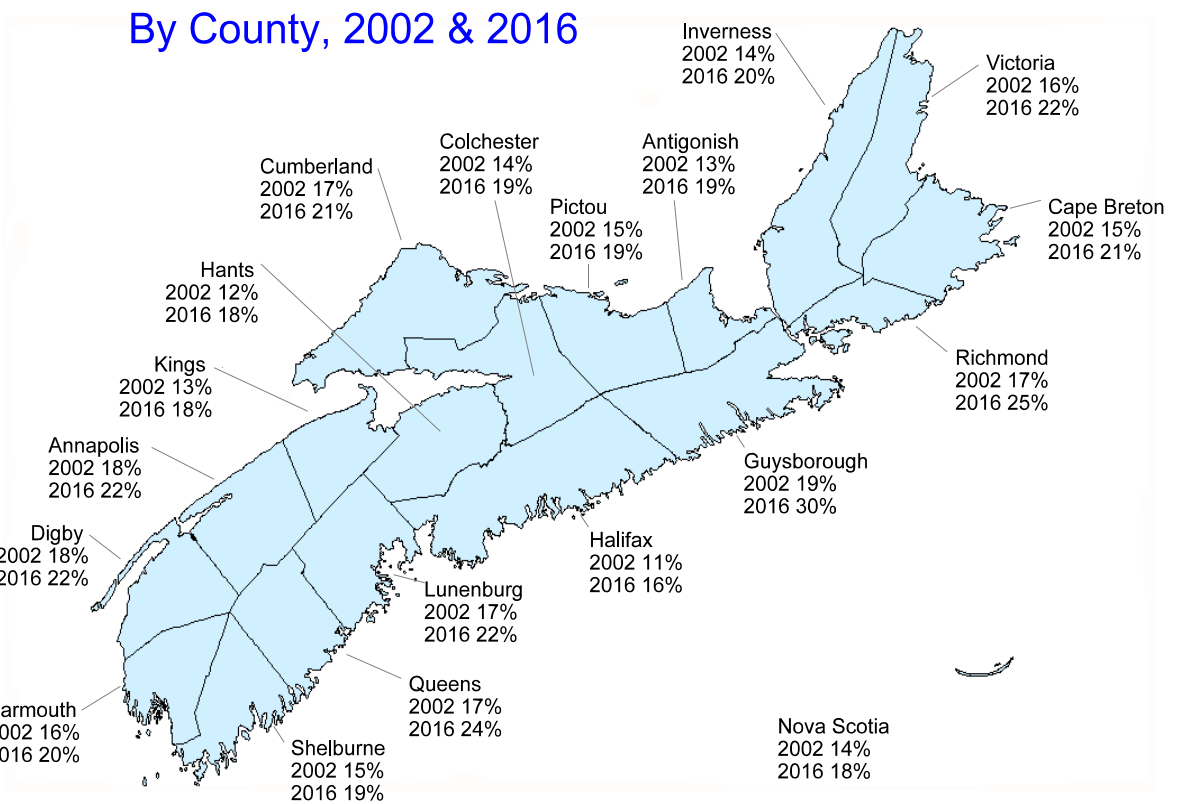 By County, 2002 & 2016
Inverness
2002 14%
2016 20%
Victoria
2002 16%
2016 22%
Colchester
2002 14%
2016 19%
Antigonish
2002 13%
2016 19%
Cumberland
2002 17%
2016 21%
Pictou
2002 15%
2016 19%
Cape Breton
2002 15%
2016 21%
Hants
2002 12%
2016 18%
Kings
2002 13%
2016 18%
Richmond
2002 17%
2016 25%
Annapolis
2002 18%
2016 22%
Guysborough
2002 19%
2016 30%
Digby
2002 18%
2016 22%
Halifax
2002 11%
2016 16%
Lunenburg
2002 17%
2016 22%
Queens
2002 17%
2016 24%
armouth
002 16%
016 20%
Shelburne
2002 15%
2016 19%
Nova Scotia
2002 14%
2016 18%